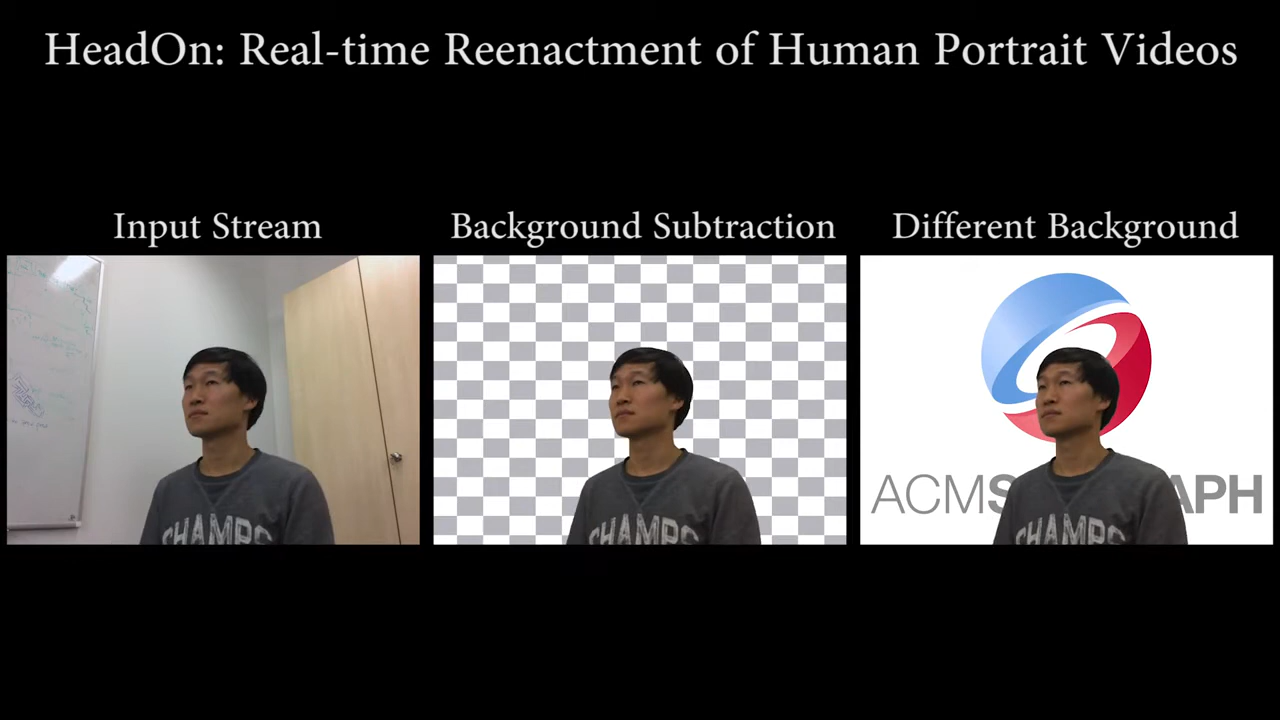 HeadOn: Real-time Reenactment of Human Portrait Videos
Input Stream
Background Subtraction
Different Background
CHAMPS
CHAMPS
ACMS APH
CHAMPS